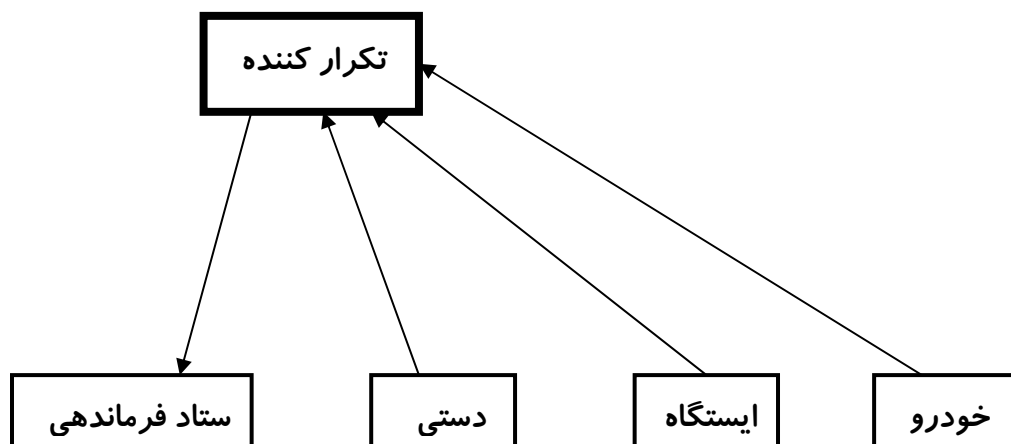 تکرار کننده
خودرو
ایستگاه
دستی
ستاد فرماندهی